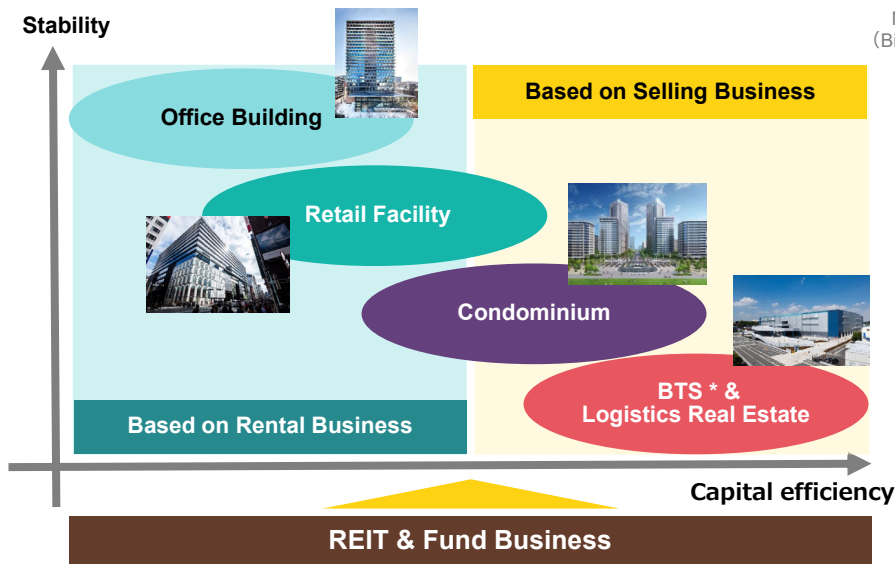 Stability
Based on Selling Business
Office Building
Retail Facility
Condominium
BTS * &
Logistics Real Estate
Based on Rental Business
Capital efficiency
REIT & Fund Business